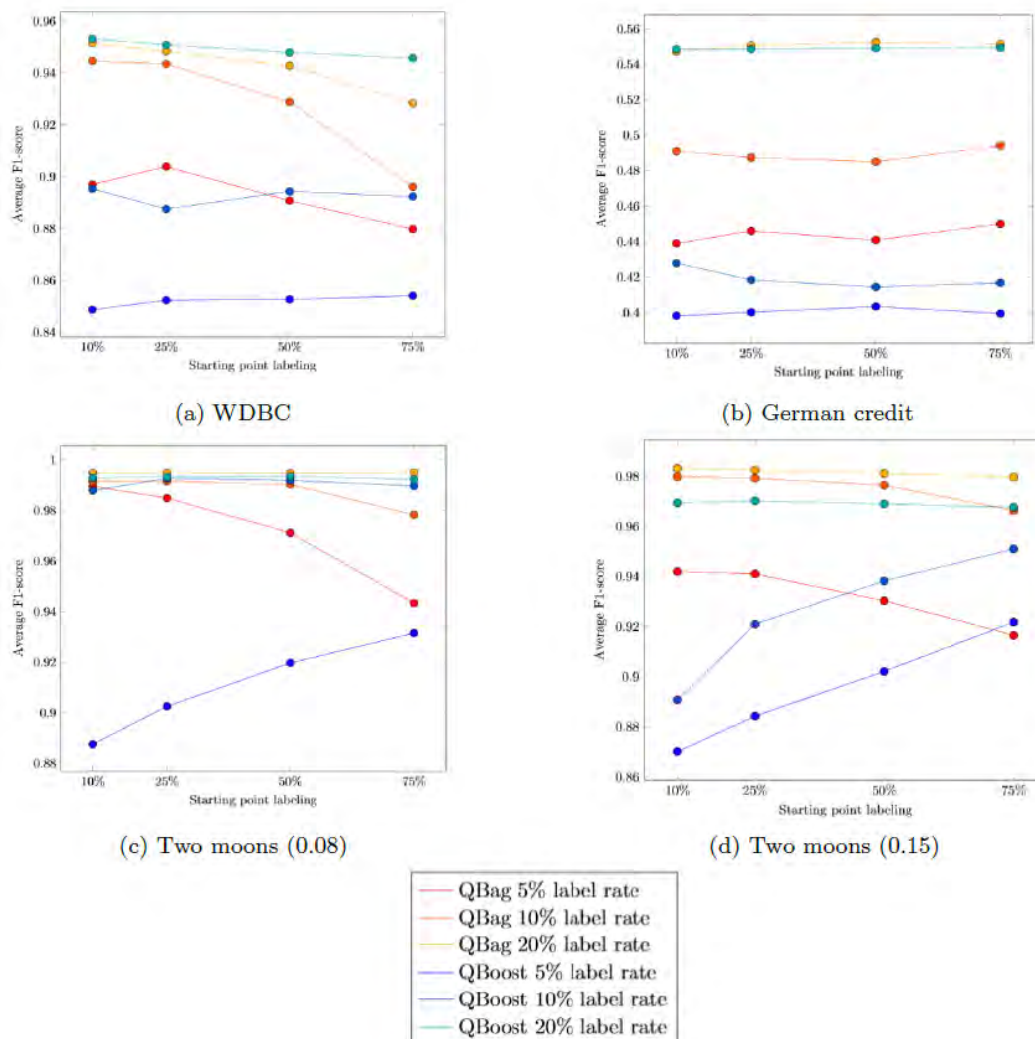 0.96
0.94
0.92
0.9
0.88
0.86
0.84
Average F1-score
10%
25%
50%
75%
Starting point labeling
(a) WDBC
0.56
0.54
0.52
0.5
0.48
0.46
0.44
0.42
0.4
Average F1-score
10%
25%
50%
75%
Starting point labeling
(b) German credit
1
0.98
0.96
0.94
0.92
0.9
0.88
Average F1-score
10%
25%
50%
75%
Starting point labeling
(c) Two moons (0.08)
0.98
0.96
0.94
0.92
0.9
0.88
0.86
Average F1-score
10%
25%
50%
75%
Starting point labeling
(d) Two moons (0.15)
QBag 5% label rate
QBag 10% label rate
QBag 20% label rate
QBoost 5% label rate
QBoost 10% label rate
QBoost 20% label rate